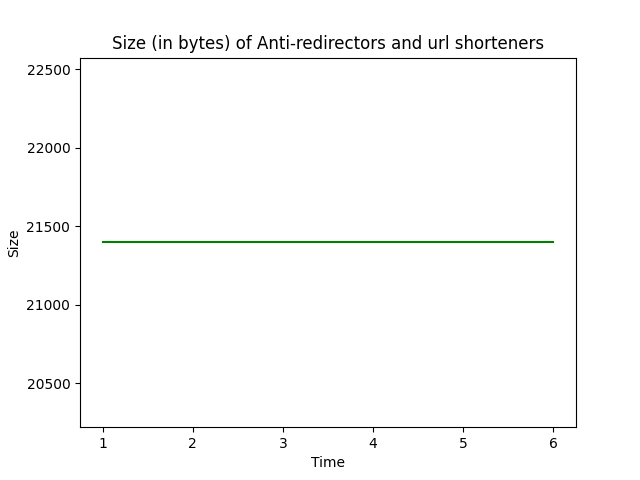 Size (in bytes) of Anti-redirectors and url shorteners
22500
22000
21500
21000
20500
Size
1 2 3 4 5 6
Time